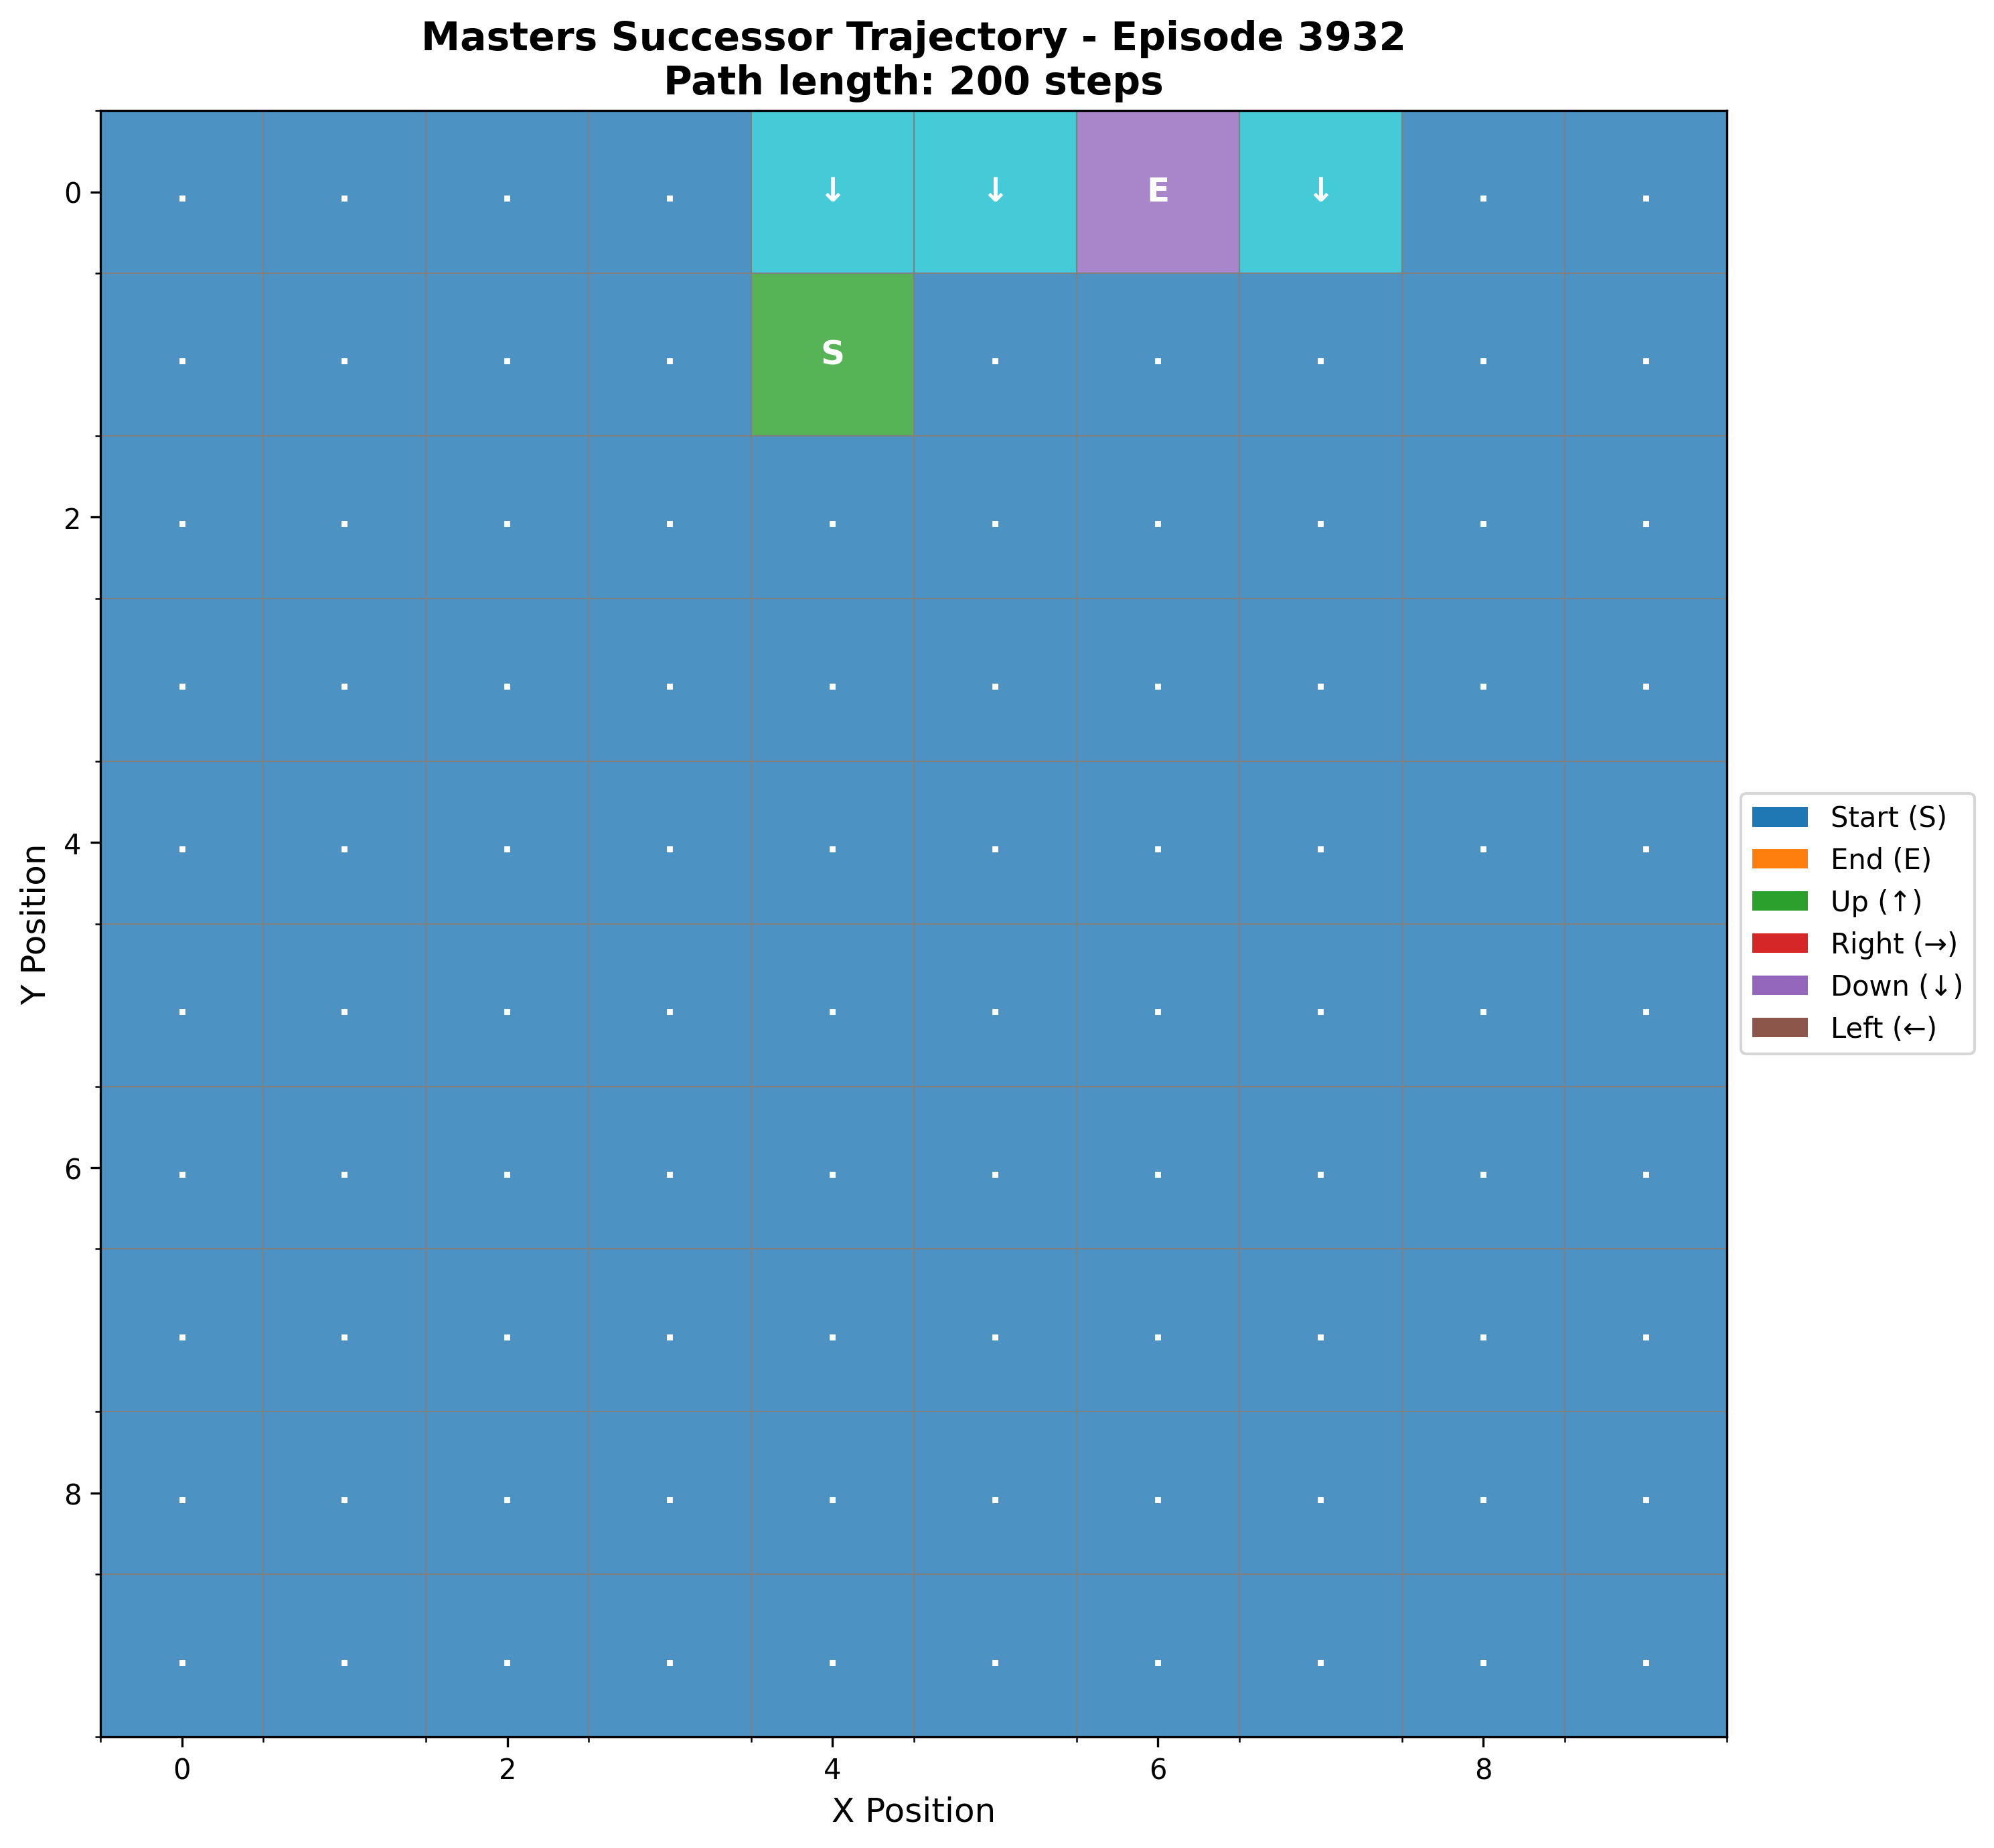 Masters Successor Trajectory - Episode 3932
Path length: 200 steps
0
↓ ↓ E ↓
S
2
4
6
8
Y Position
0 2 4 6 8
X Position
Start (S)
End (E)
Up (↑)
Right (→)
Down (↓)
Left (←)